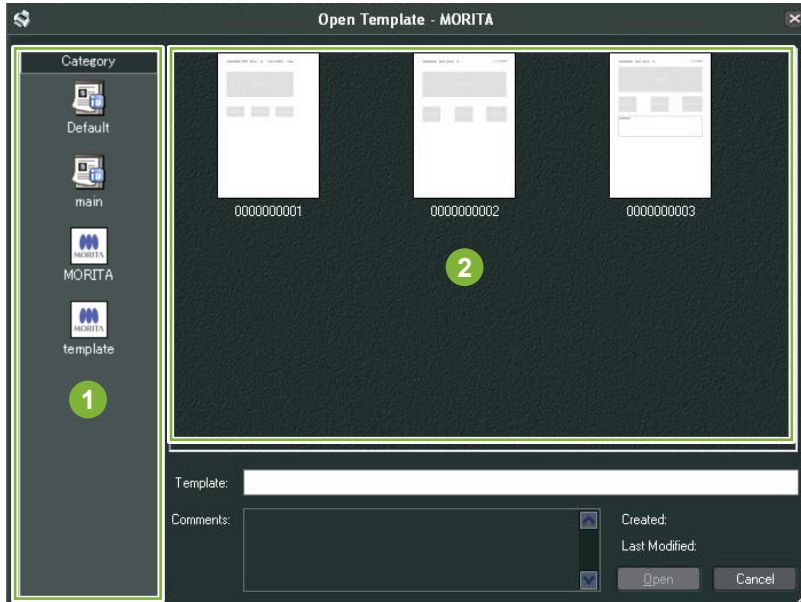 Open Template - MORITA
Category
Default
main
MORITA
MORITA
MORITA
template
1
0000000001
0000000002
0000000003
2
Template:
Comments:
Created:
Last Modified:
Open
Cancel